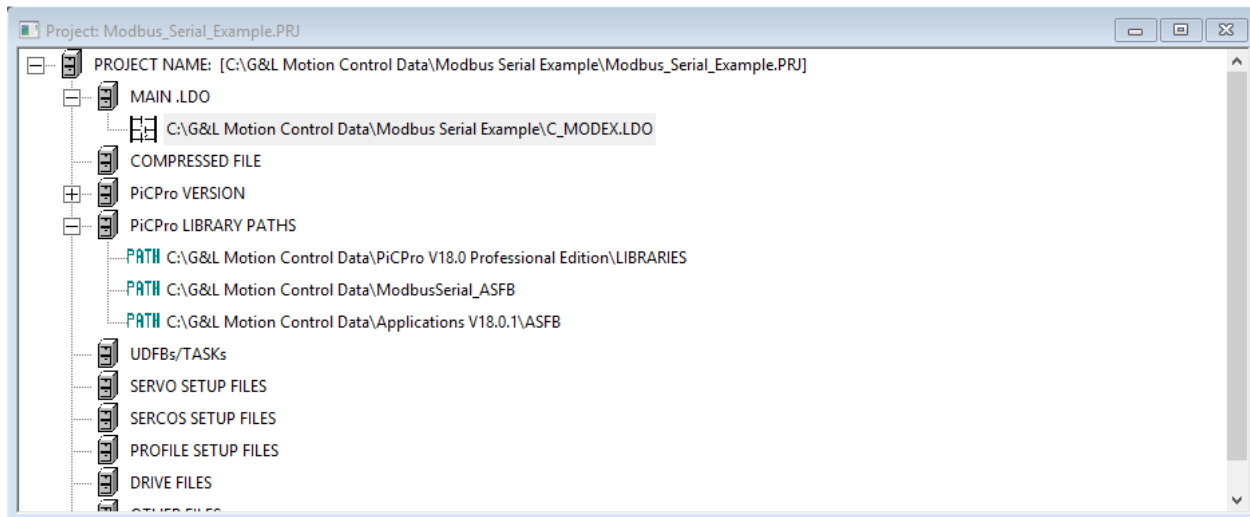 Project: Modbus_Serial_Example.PRJ
PROJECT NAME: [C:\G&L Motion Control Data\Modbus Serial Example\Modbus_Serial_Example.PRJ]
MAIN .LDO
C:\G&L Motion Control Data\Modbus Serial Example\C_MODEX.LDO
COMPRESSED FILE
PiCPro VERSION
PiCPro LIBRARY PATHS
PATH C:\G&L Motion Control Data\PiCPro V18.0 Professional Edition\LIBRARIES
PATH C:\G&L Motion Control Data\ModbusSerial_ASFB
PATH C:\G&L Motion Control Data\Applications V18.0.1\ASFB
UDFBs/TASKs
SERVO SETUP FILES
SERCOS SETUP FILES
PROFILE SETUP FILES
DRIVE FILES
OTHER FILES